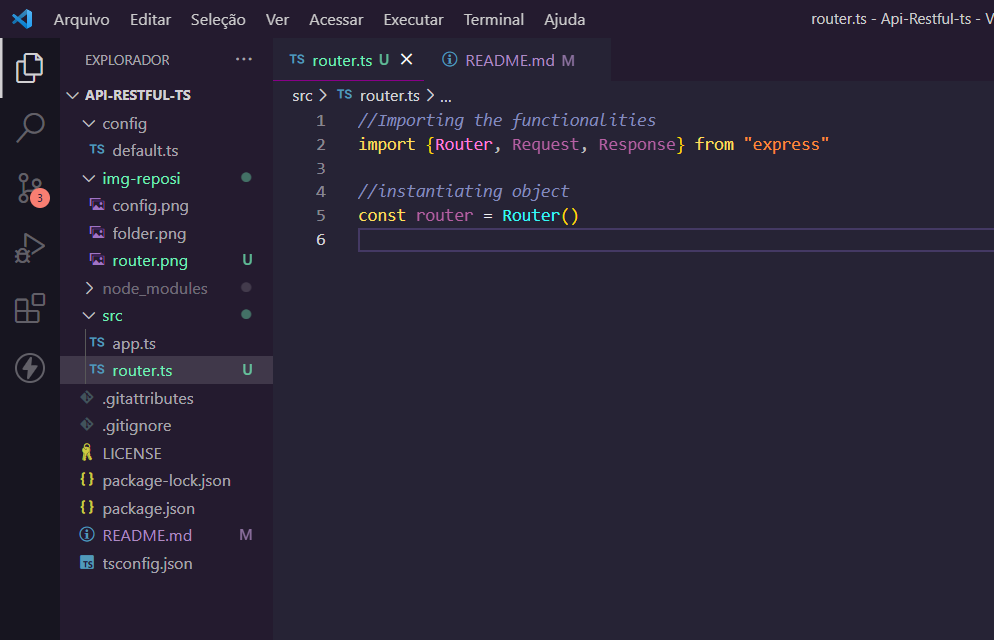 Arquivo Editar Seleção Ver Acessar Executar Terminal Ajuda router.ts - Api-Restful-ts - V
EXPLORADOR ...
API-RESTFUL-TS
config
TS default.ts
img-reposi
config.png
folder.png
router.png U
node_modules
src
TS app.ts
TS router.ts U
.gitattributes
.gitignore
LICENSE
{} package-lock.json
{} package.json
README.md M
TS tsconfig.json
3
TS router.ts U README.md M
src > TS router.ts > ...
1 //Importing the functionalities
2 import {Router, Request, Response} from "express"
3
4 //instantiating object
5 const router = Router()
6